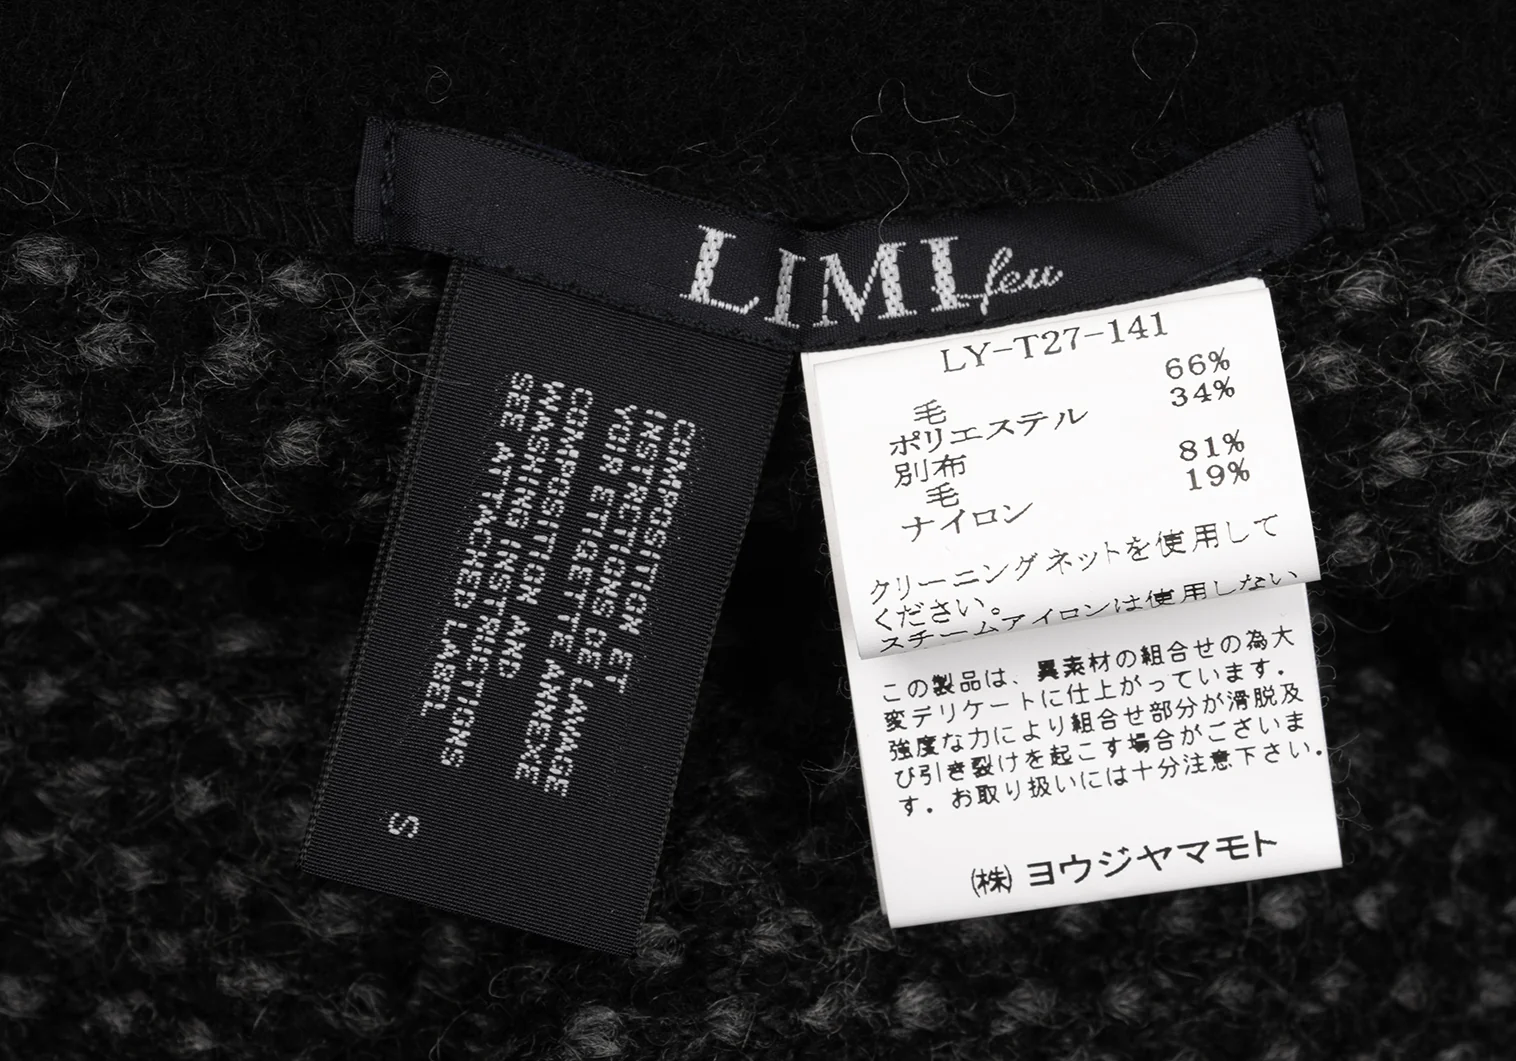 LIMI feu
COMPOSITION ET
INSTRUCTIONS DE LAVAGE
VOIR ETIQUETTE ANNEXE
COMPOSITION AND
WASHING INSTRUCTIONS
SEE ATTACHED LABEL
S
LY-T27-141
毛 66%
ポリエステル 34%
別布
毛 81%
ナイロン 19%
クリーニングネットを使用して
ください。
スチームアイロンは使用しない
この製品は、異素材の組合せの為大
変デリケートに仕上がっています.
強度な力により組合せ部分が滑脱及
び引き裂けを起こす場合がございま
す. お取り扱いには十分注意下さい.
㈱ ヨウジヤマモト